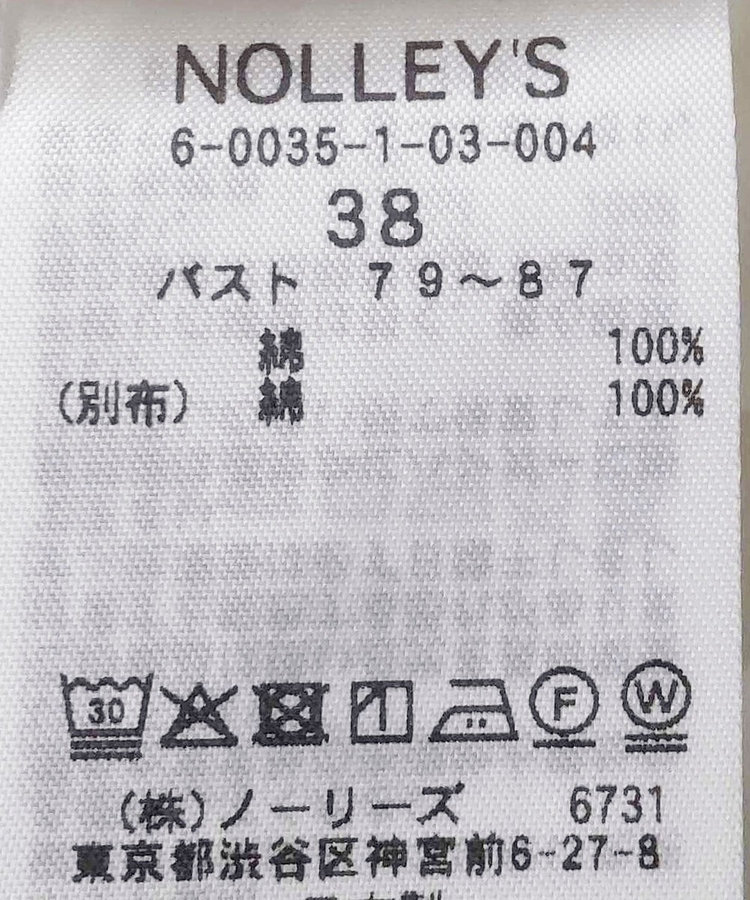 NOLLEY'S
6-0035-1-03-004
38
バスト 79〜87
綿 100%
(別布) 綿 100%
30 F W
(株)ノーリーズ 6731
東京都渋谷区神宮前6-27-8